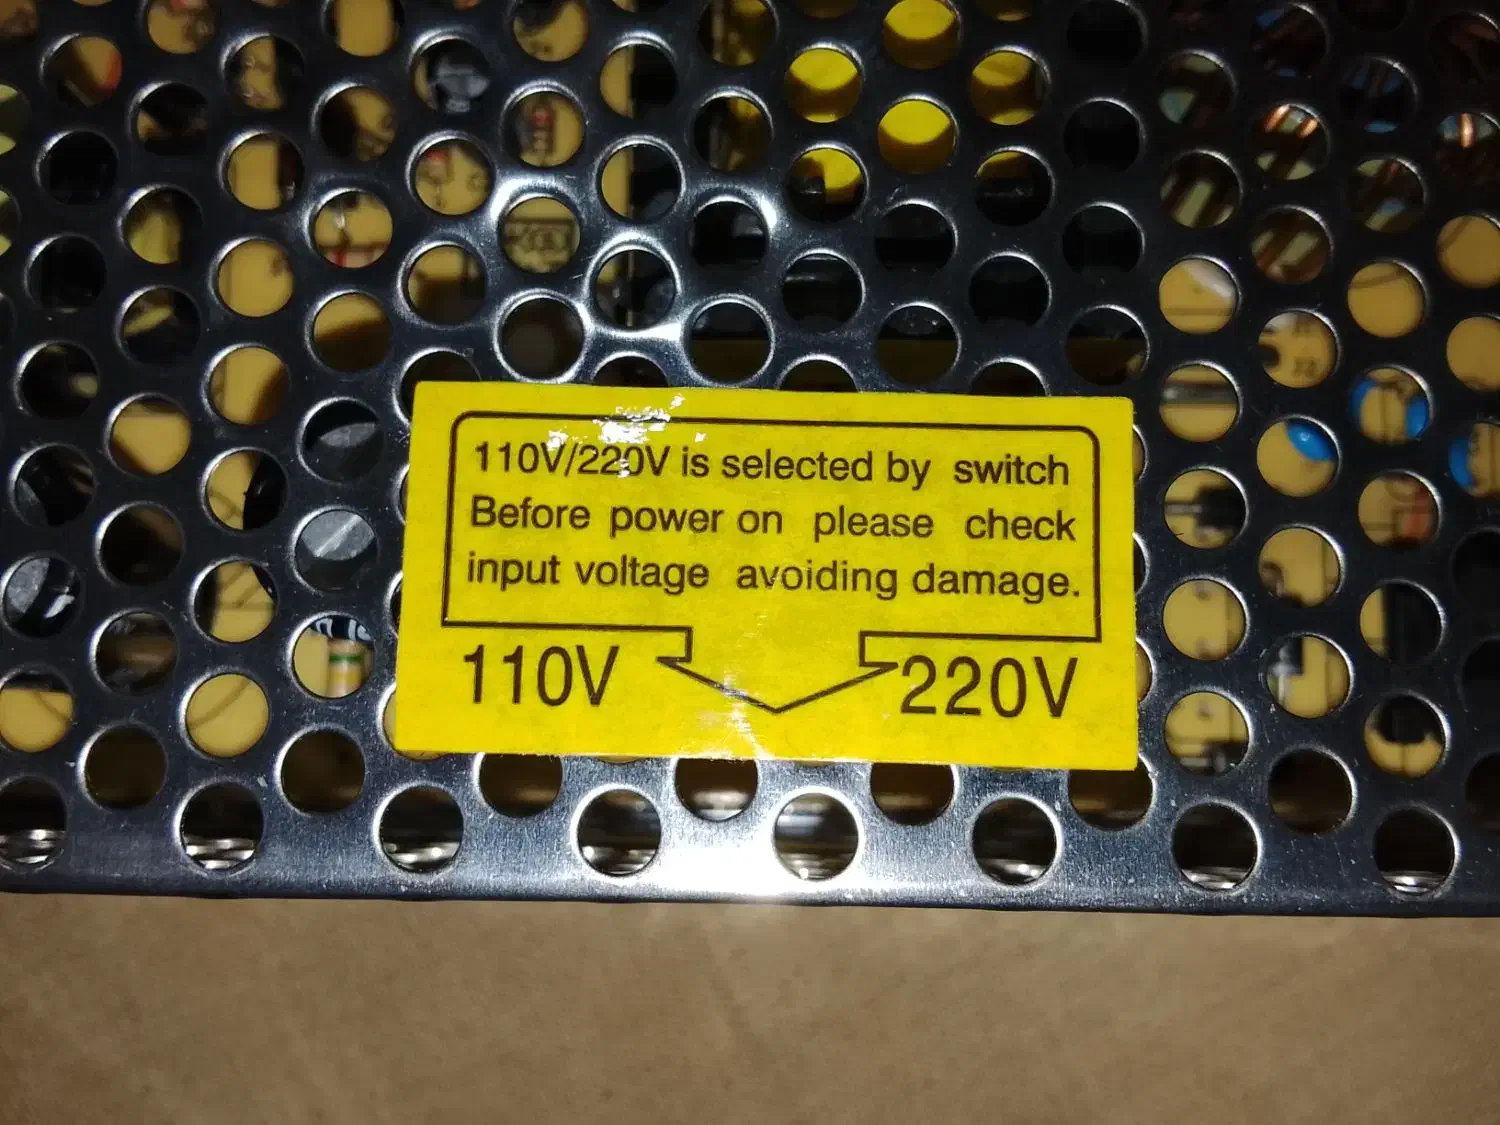 110V/220V is selected by switch
Before power on please check
input voltage avoiding damage.
110V 220V